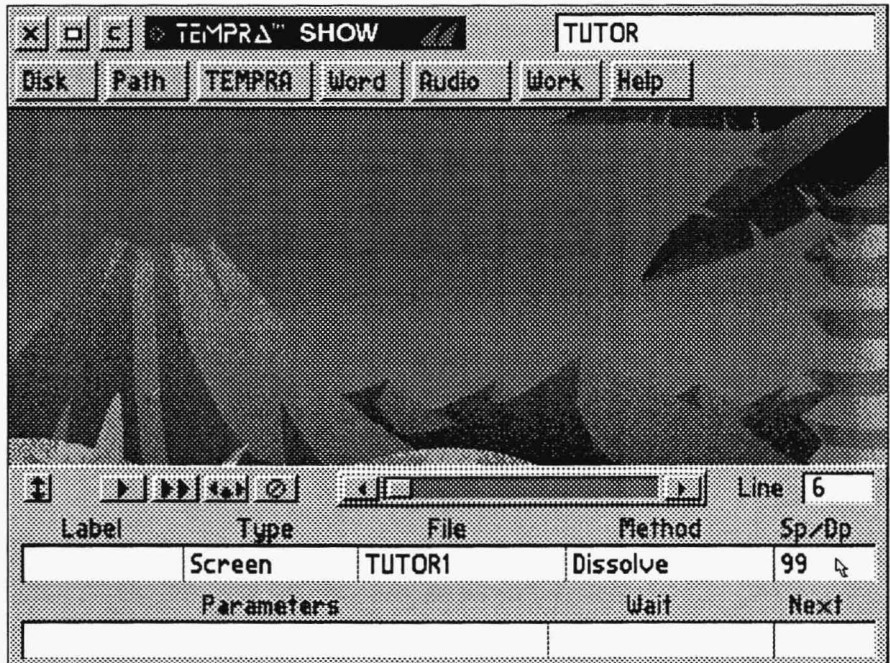 X C TEMPRA™ SHOW TUTOR
Disk Path TEMPRA Word Audio Work Help
Line 6
Label Type File Method Sp/Dp
Screen TUTOR1 Dissolve 99
Parameters Wait Next